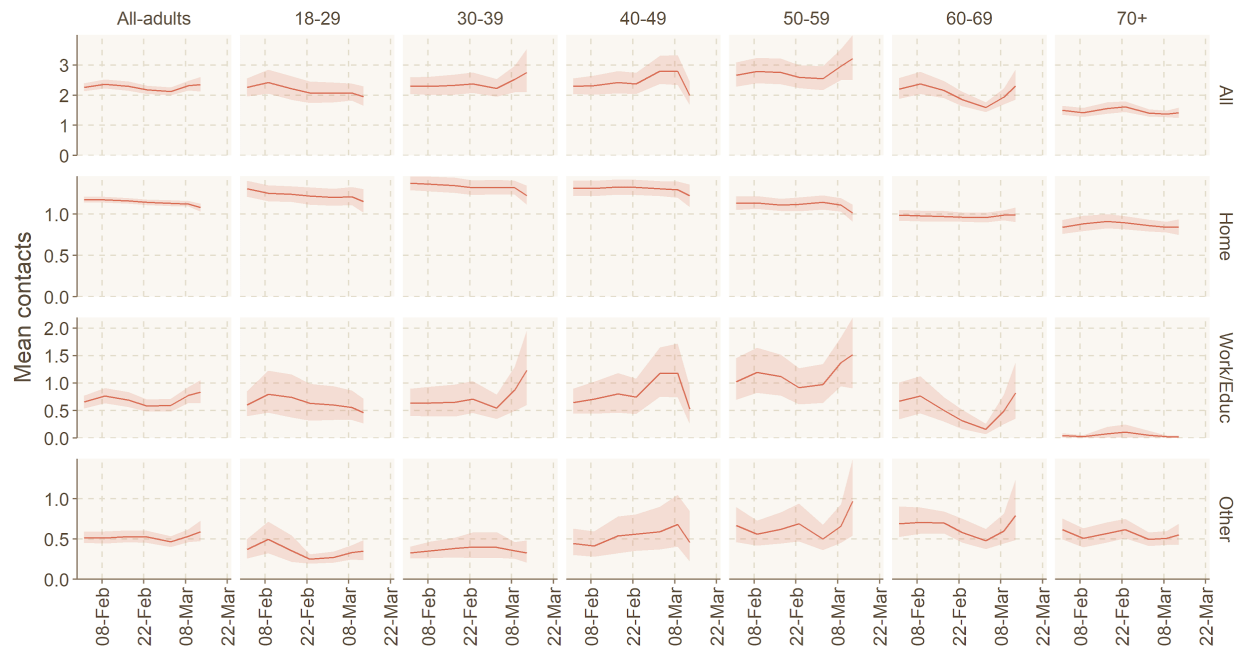 All-adults 18-29 30-39 40-49 50-59 60-69 70+
Mean contacts
3
2
1
0
All
1.0
0.5
0.0
Home
2.0
1.5
1.0
0.5
0.0
Work/Educ
1.0
0.5
0.0
Other
08-Feb 22-Feb 08-Mar 22-Mar 08-Feb 22-Feb 08-Mar 22-Mar 08-Feb 22-Feb 08-Mar 22-Mar 08-Feb 22-Feb 08-Mar 22-Mar 08-Feb 22-Feb 08-Mar 22-Mar 08-Feb 22-Feb 08-Mar 22-Mar 08-Feb 22-Feb 08-Mar 22-Mar